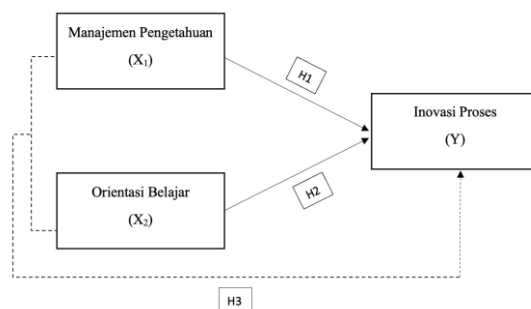 Manajemen Pengetahuan
(X₁)
H1
Inovasi Proses
(Y)
Orientasi Belajar
(X₂)
H2
H3